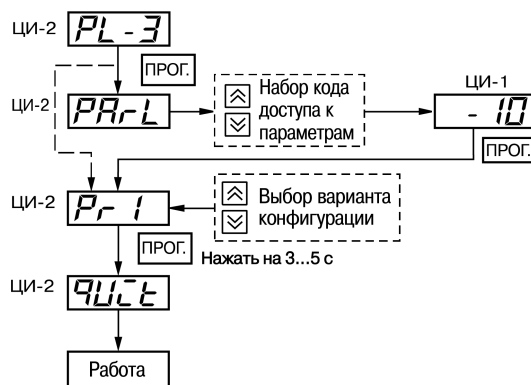 ЦИ-2
PL-3
ПРОГ.
ЦИ-2
PArL
Набор кода
доступа к
параметрам
ЦИ-1
-10
ПРОГ.
ЦИ-2
Pr 1
Выбор варианта
конфигурации
ПРОГ.
Нажать на 3...5 с
ЦИ-2
qUit
Работа